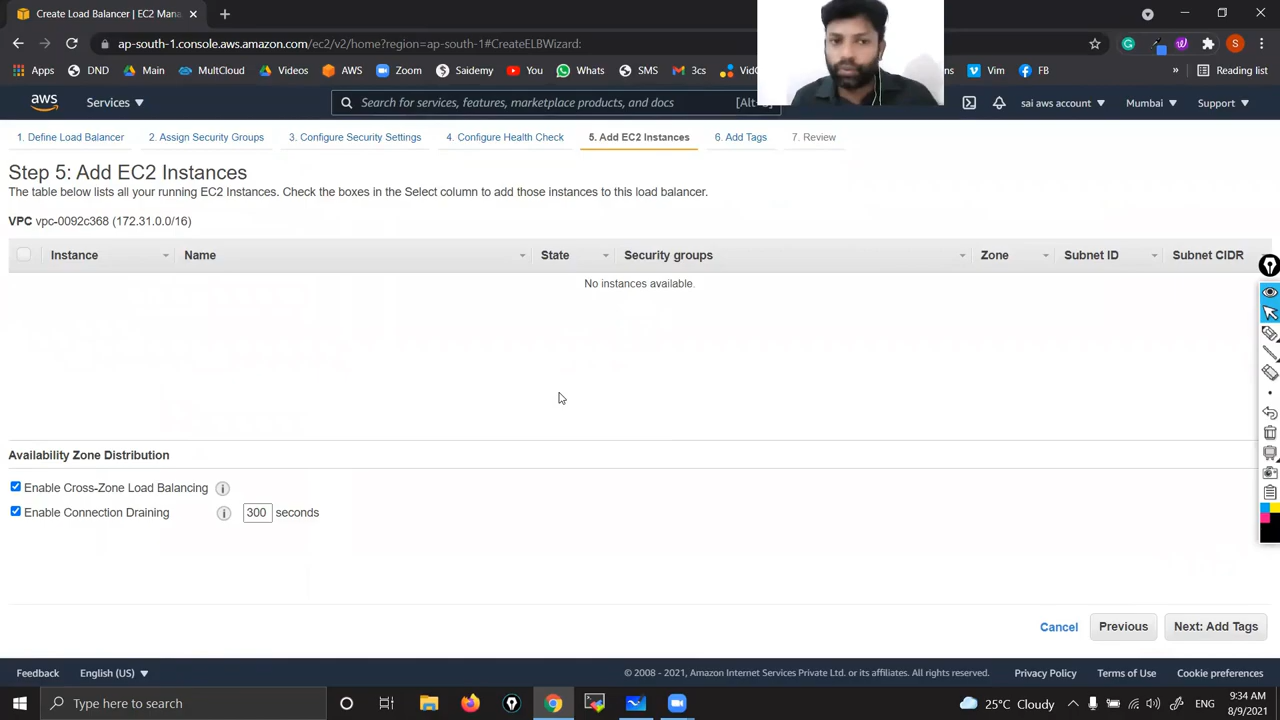 Create Load Balancer | EC2 Mana
ap-south-1.console.aws.amazon.com/ec2/v2/home?region=ap-south-1#CreateELBWizard:
S
Apps DND MultCloud Videos AWS Zoom Saidemy You Whats SMS 3cs Vid Vim FB » Reading list
aws Services Search for services, features, marketplace products, and docs [Alt+S] sai aws account Mumbai Support
1. Define Load Balancer 2. Assign Security Groups 3. Configure Security Settings 4. Configure Health Check 5. Add EC2 Instances 6. Add Tags 7. Review
Step 5: Add EC2 Instances
The table below lists all your running EC2 Instances. Check the boxes in the Select column to add those instances to this load balancer.
VPC vpc-0092c368 (172.31.0.0/16)
Instance Name State Security groups Zone Subnet ID Subnet CIDR
No instances available.
Availability Zone Distribution
Enable Cross-Zone Load Balancing
Enable Connection Draining 300 seconds
Cancel Previous Next: Add Tags
Feedback English (US) © 2008 - 2021, Amazon Internet Services Private Ltd. or its affiliates. All rights reserved. Privacy Policy Terms of Use Cookie preferences
Type here to search 25°C Cloudy ENG 9:34 AM
8/9/2021